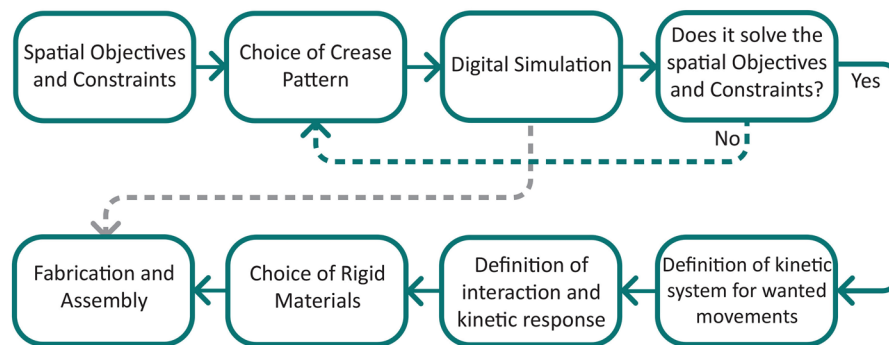 Spatial Objectives
and Constraints
Choice of Crease
Pattern
Digital Simulation
Does it solve the
spatial Objectives
and Constraints?
Yes
No
Fabrication and
Assembly
Choice of Rigid
Materials
Definition of
interaction and
kinetic response
Definition of kinetic
system for wanted
movements